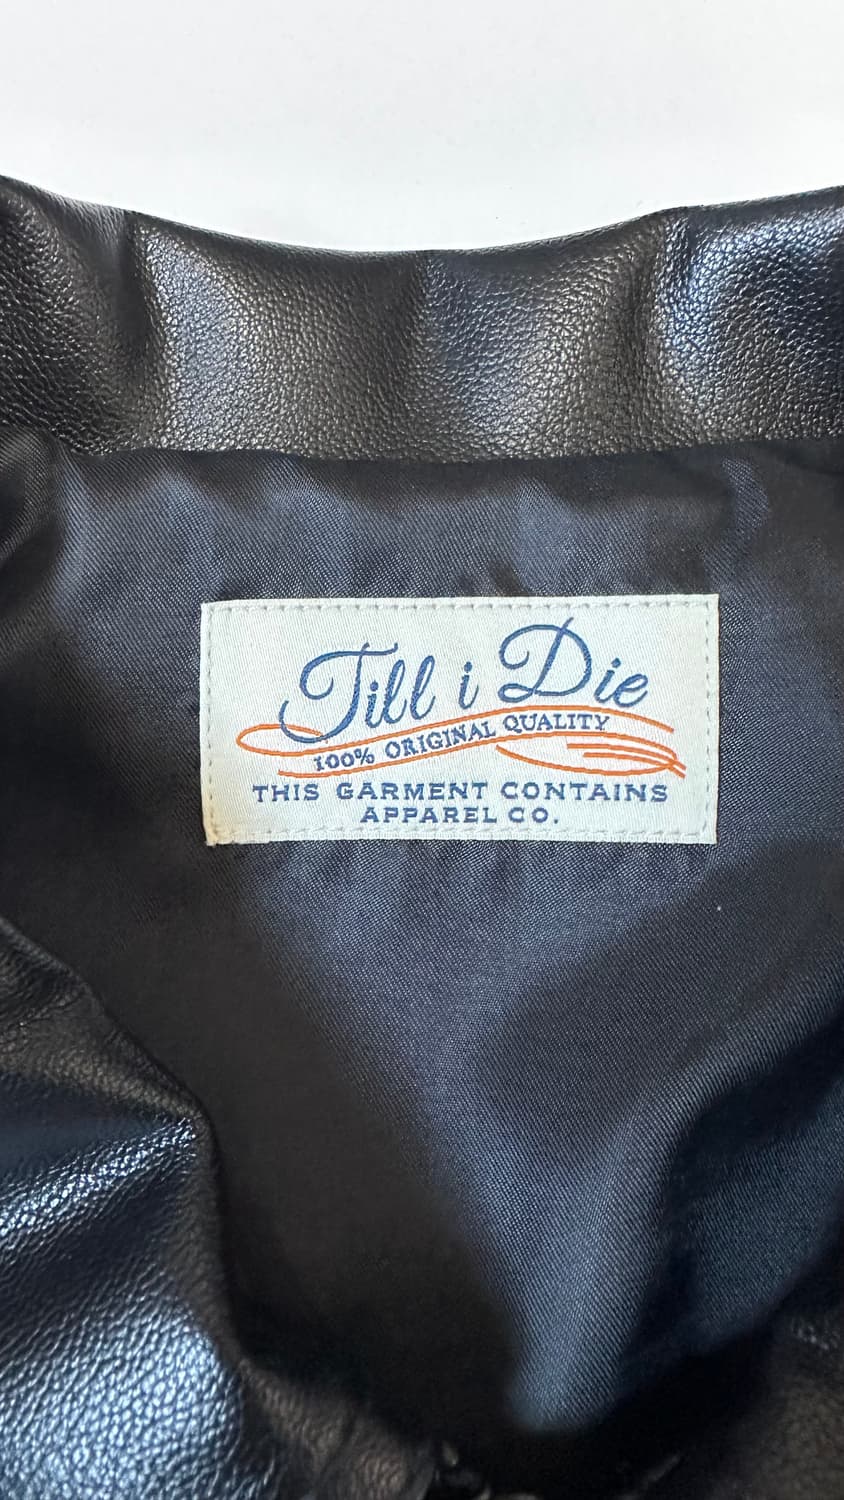 Till i Die
100% ORIGINAL QUALITY
THIS GARMENT CONTAINS
APPAREL CO.